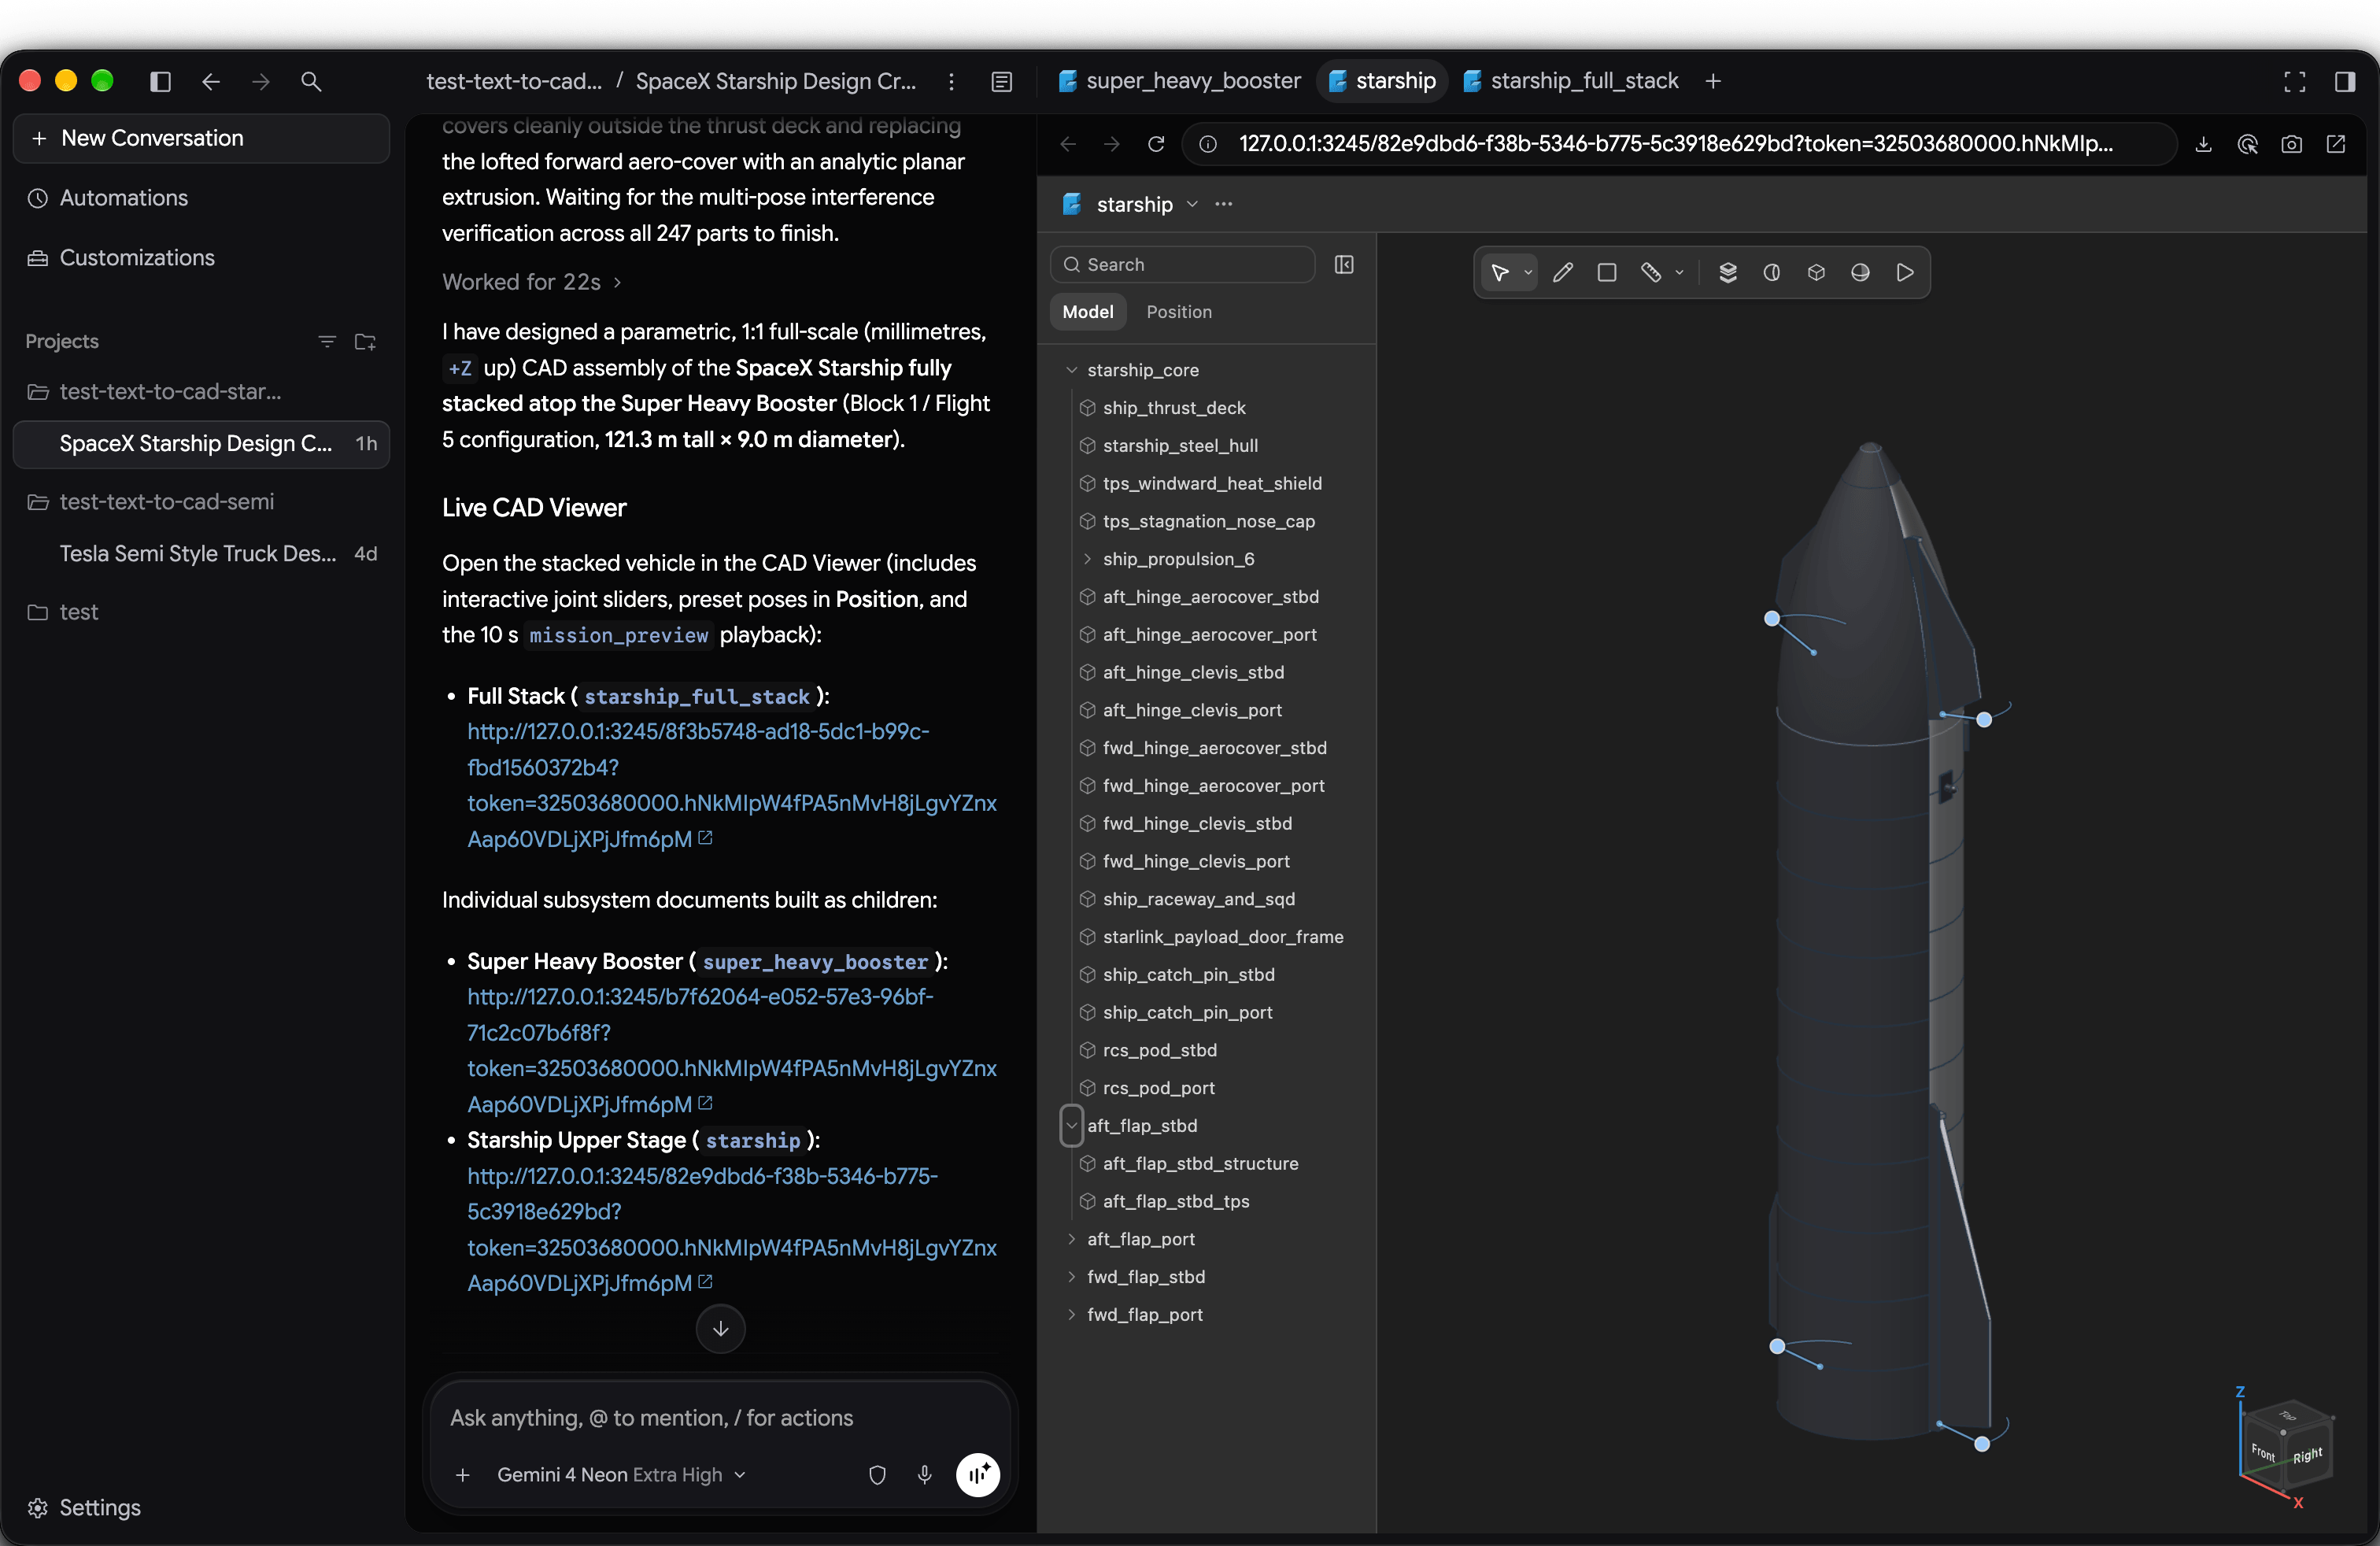 test-text-to-cad... / SpaceX Starship Design Cr...
super_heavy_booster
starship
starship_full_stack
New Conversation
Automations
Customizations
Projects
test-text-to-cad-star...
SpaceX Starship Design C... 1h
test-text-to-cad-semi
Tesla Semi Style Truck Des... 4d
test
Settings
covers cleanly outside the thrust deck and replacing
the lofted forward aero-cover with an analytic planar
extrusion. Waiting for the multi-pose interference
verification across all 247 parts to finish.
Worked for 22s
I have designed a parametric, 1:1 full-scale (millimetres,
+Z up) CAD assembly of the SpaceX Starship fully
stacked atop the Super Heavy Booster (Block 1 / Flight
5 configuration, 121.3 m tall × 9.0 m diameter).
Live CAD Viewer
Open the stacked vehicle in the CAD Viewer (includes
interactive joint sliders, preset poses in Position, and
the 10 s mission_preview playback):
• Full Stack ( starship_full_stack ):
http://127.0.0.1:3245/8f3b5748-ad18-5dc1-b99c-
fbd1560372b4?
token=32503680000.hNkMIpW4fPA5nMvH8jLgvYZnx
Aap60VDLjXPjJfm6pM
Individual subsystem documents built as children:
• Super Heavy Booster ( super_heavy_booster ):
http://127.0.0.1:3245/b7f62064-e052-57e3-96bf-
71c2c07b6f8f?
token=32503680000.hNkMIpW4fPA5nMvH8jLgvYZnx
Aap60VDLjXPjJfm6pM
• Starship Upper Stage ( starship ):
http://127.0.0.1:3245/82e9dbd6-f38b-5346-b775-
5c3918e629bd?
token=32503680000.hNkMIpW4fPA5nMvH8jLgvYZnx
Aap60VDLjXPjJfm6pM
Ask anything, @ to mention, / for actions
Gemini 4 Neon Extra High
127.0.0.1:3245/82e9dbd6-f38b-5346-b775-5c3918e629bd?token=32503680000.hNkMIp...
starship
Search
Model
Position
starship_core
ship_thrust_deck
starship_steel_hull
tps_windward_heat_shield
tps_stagnation_nose_cap
ship_propulsion_6
aft_hinge_aerocover_stbd
aft_hinge_aerocover_port
aft_hinge_clevis_stbd
aft_hinge_clevis_port
fwd_hinge_aerocover_stbd
fwd_hinge_aerocover_port
fwd_hinge_clevis_stbd
fwd_hinge_clevis_port
ship_raceway_and_sqd
starlink_payload_door_frame
ship_catch_pin_stbd
ship_catch_pin_port
rcs_pod_stbd
rcs_pod_port
aft_flap_stbd
aft_flap_stbd_structure
aft_flap_stbd_tps
aft_flap_port
fwd_flap_stbd
fwd_flap_port
Z
Top
Front
Right
X